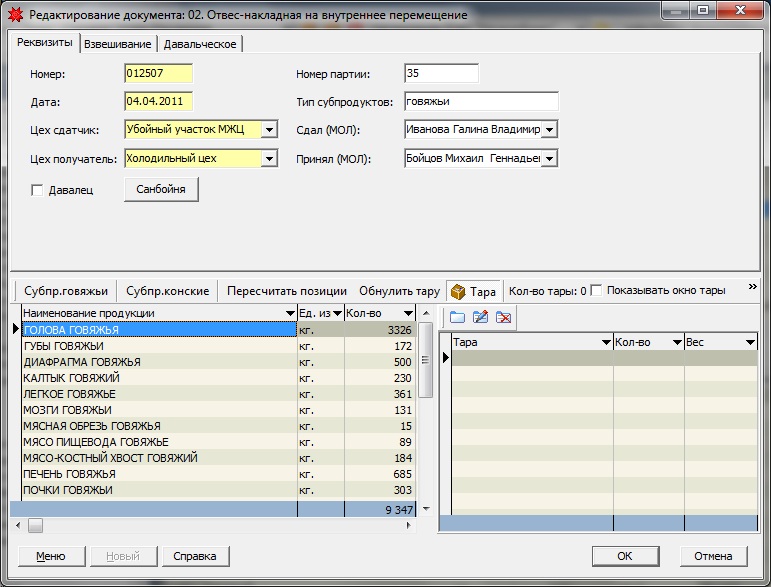 Редактирование документа: 02. Отвес-накладная на внутреннее перемещение
Реквизиты Взвешивание Давальческое
Номер: 012507 Номер партии: 35
Дата: 04.04.2011 Тип субпродуктов: говяжьи
Цех сдатчик: Убойный участок МЖЦ Сдал (МОЛ): Иванова Галина Владимир
Цех получатель: Холодильный цех Принял (МОЛ): Бойцов Михаил Геннадье
Давалец Санбойня
Субпр.говяжьи Субпр.конские Пересчитать позиции Обнулить тару Тара Кол-во тары: 0 Показывать окно тары »
Наименование продукции Ед. из Кол-во
ГОЛОВА ГОВЯЖЬЯ кг. 3326
ГУБЫ ГОВЯЖЬИ кг. 172
ДИАФРАГМА ГОВЯЖЬЯ кг. 500
КАЛТЫК ГОВЯЖИЙ кг. 230
ЛЕГКОЕ ГОВЯЖЬЕ кг. 361
МОЗГИ ГОВЯЖЬИ кг. 131
МЯСНАЯ ОБРЕЗЬ ГОВЯЖЬЯ кг. 15
МЯСО ПИЩЕВОДА ГОВЯЖЬЕ кг. 89
МЯСО-КОСТНЫЙ ХВОСТ ГОВЯЖИЙ кг. 184
ПЕЧЕНЬ ГОВЯЖЬЯ кг. 685
ПОЧКИ ГОВЯЖЬИ кг. 303
9 347
Тара Кол-во Вес
Меню Новый Справка ОК Отмена